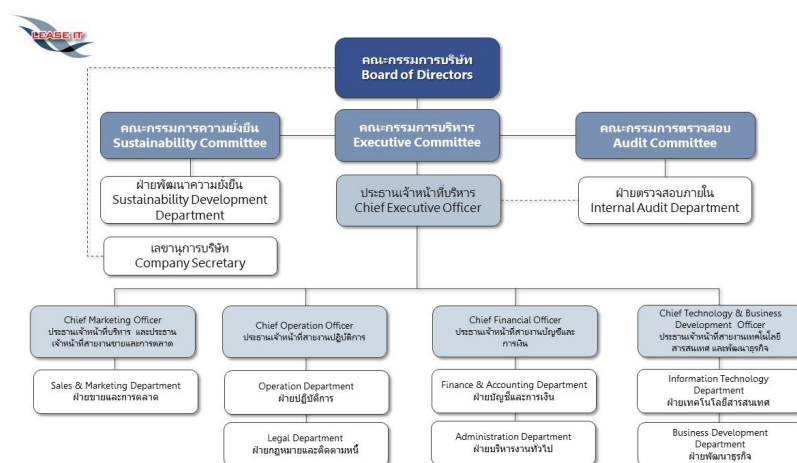 LEASE IT
คณะกรรมการบริษัท
Board of Directors
คณะกรรมการความยั่งยืน
Sustainability Committee
คณะกรรมการบริหาร
Executive Committee
คณะกรรมการตรวจสอบ
Audit Committee
ฝ่ายพัฒนาความยั่งยืน
Sustainability Development
Department
ประธานเจ้าหน้าที่บริหาร
Chief Executive Officer
ฝ่ายตรวจสอบภายใน
Internal Audit Department
เลขานุการบริษัท
Company Secretary
Chief Marketing Officer
ประธานเจ้าหน้าที่บริหาร และประธาน
เจ้าหน้าที่สายงานขายและการตลาด
Chief Operation Officer
ประธานเจ้าหน้าที่สายงานปฏิบัติการ
Chief Financial Officer
ประธานเจ้าหน้าที่สายงานบัญชีและ
การเงิน
Chief Technology & Business
Development Officer
ประธานเจ้าหน้าที่สายงานเทคโนโลยี
สารสนเทศ และพัฒนาธุรกิจ
Sales & Marketing Department
ฝ่ายขายและการตลาด
Operation Department
ฝ่ายปฏิบัติการ
Finance & Accounting Department
ฝ่ายบัญชีและการเงิน
Information Technology
Department
ฝ่ายเทคโนโลยีสารสนเทศ
Legal Department
ฝ่ายกฎหมายและติดตามหนี้
Administration Department
ฝ่ายบริหารงานทั่วไป
Business Development
Department
ฝ่ายพัฒนาธุรกิจ